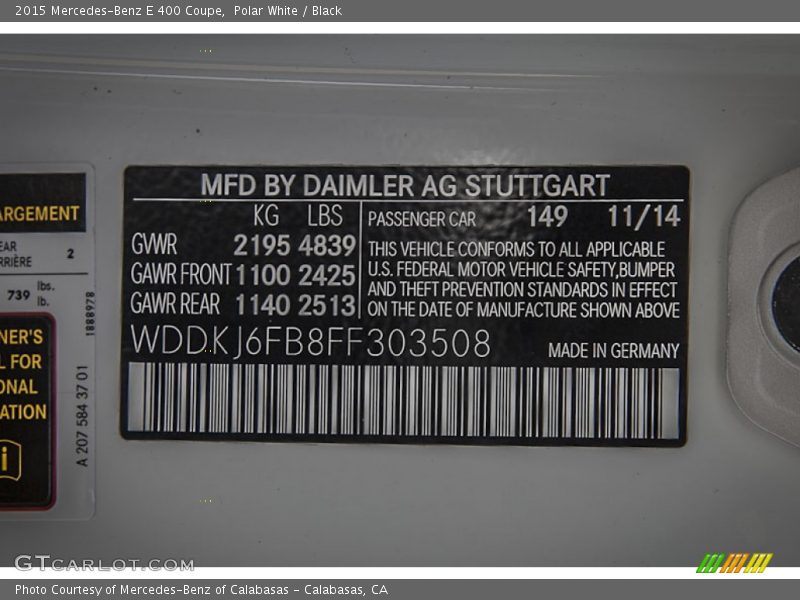 2015 Mercedes-Benz E 400 Coupe, Polar White / Black
MFD BY DAIMLER AG STUTTGART
KG LBS
GWR 2195 4839
GAWR FRONT 1100 2425
GAWR REAR 1140 2513
PASSENGER CAR 149 11/14
THIS VEHICLE CONFORMS TO ALL APPLICABLE
U.S. FEDERAL MOTOR VEHICLE SAFETY,BUMPER
AND THEFT PREVENTION STANDARDS IN EFFECT
ON THE DATE OF MANUFACTURE SHOWN ABOVE
WDDKJ6FB8FF303508
MADE IN GERMANY
ARGEMENT
EAR 2
RRIÈRE
739 lbs.
lb.
1888978
NER'S
L FOR
ONAL
ATION
i
A 207 584 37 01
GTCARLOT.COM
Photo Courtesy of Mercedes-Benz of Calabasas - Calabasas, CA